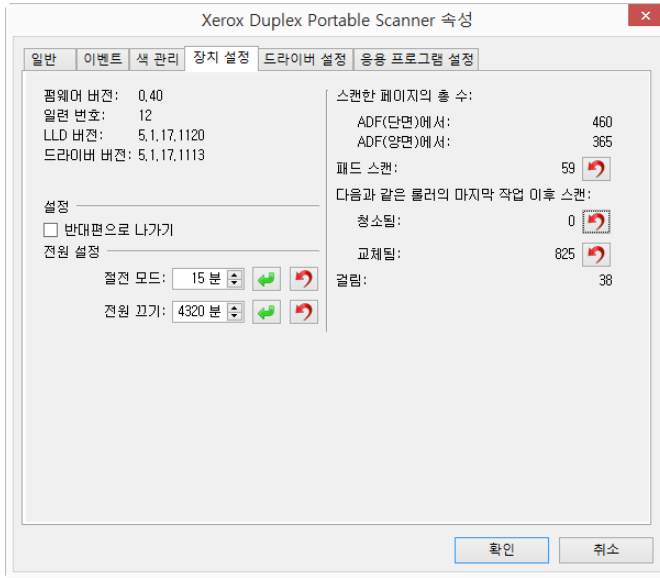 Xerox Duplex Portable Scanner 속성
일반 이벤트 색 관리 장치 설정 드라이버 설정 응용 프로그램 설정
펌웨어 버전: 0,40
일련 번호: 12
LLD 버전: 5,1,17,1120
드라이버 버전: 5,1,17,1113
설정
반대편으로 나가기
전원 설정
절전 모드: 15 분
전원 끄기: 4320 분
스캔한 페이지의 총 수:
ADF(단면)에서: 460
ADF(양면)에서: 365
패드 스캔: 59
다음과 같은 롤러의 마지막 작업 이후 스캔:
청소됨: 0
교체됨: 825
걸림: 38
확인 취소